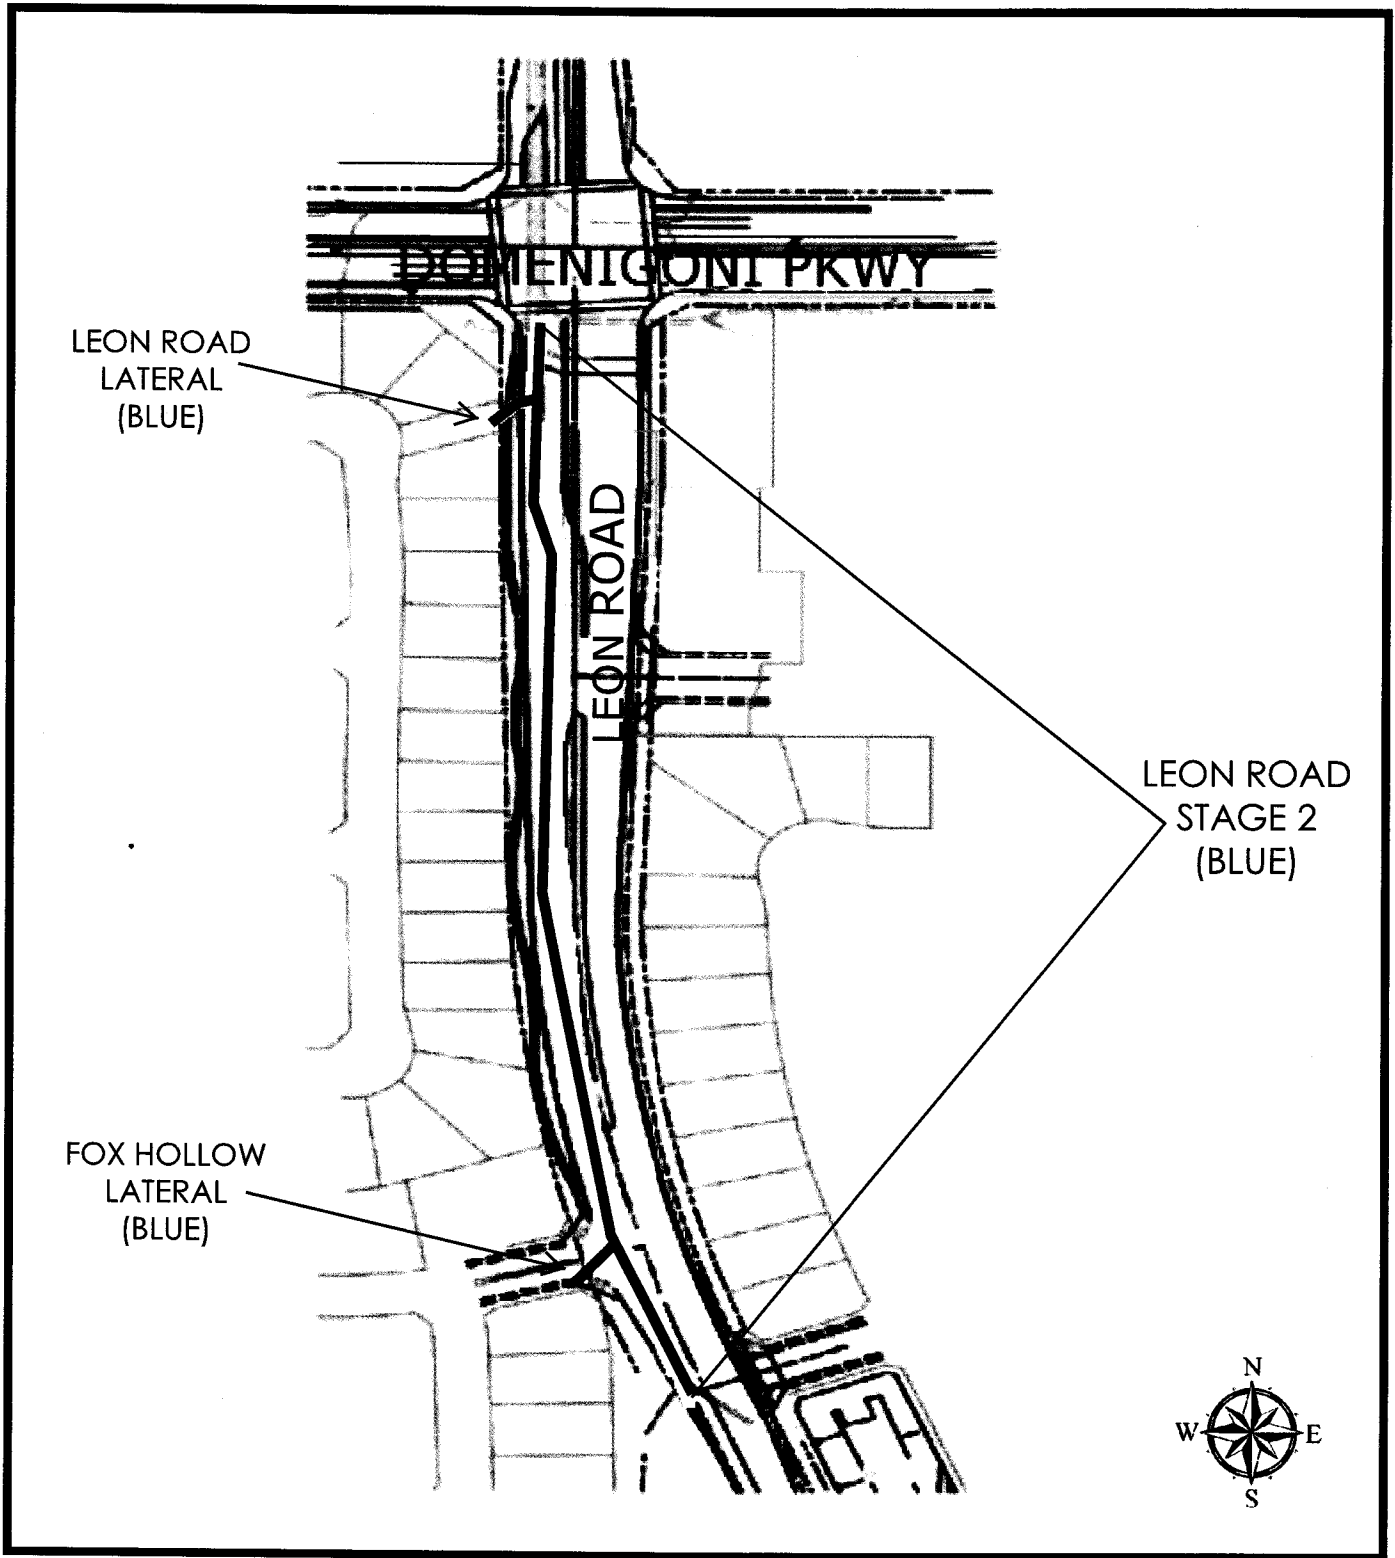 DOMENIGONI PKWY
LEON ROAD
LATERAL
(BLUE)
LEON ROAD
LEON ROAD
STAGE 2
(BLUE)
FOX HOLLOW
LATERAL
(BLUE)
N
W
E
S